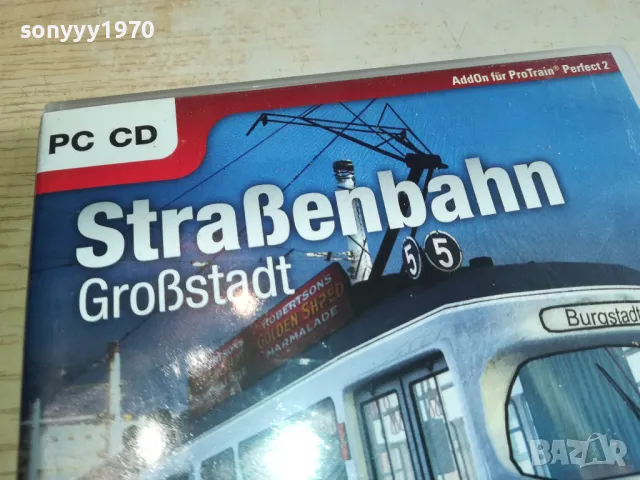 sonyyy1970
AddOn für ProTrain® Perfect 2
PC CD
Straßenbahn
Großstadt
5 5
ROBERTSONS
GOLDEN SHRED
MARMALADE
Burgstadt
BAZAR